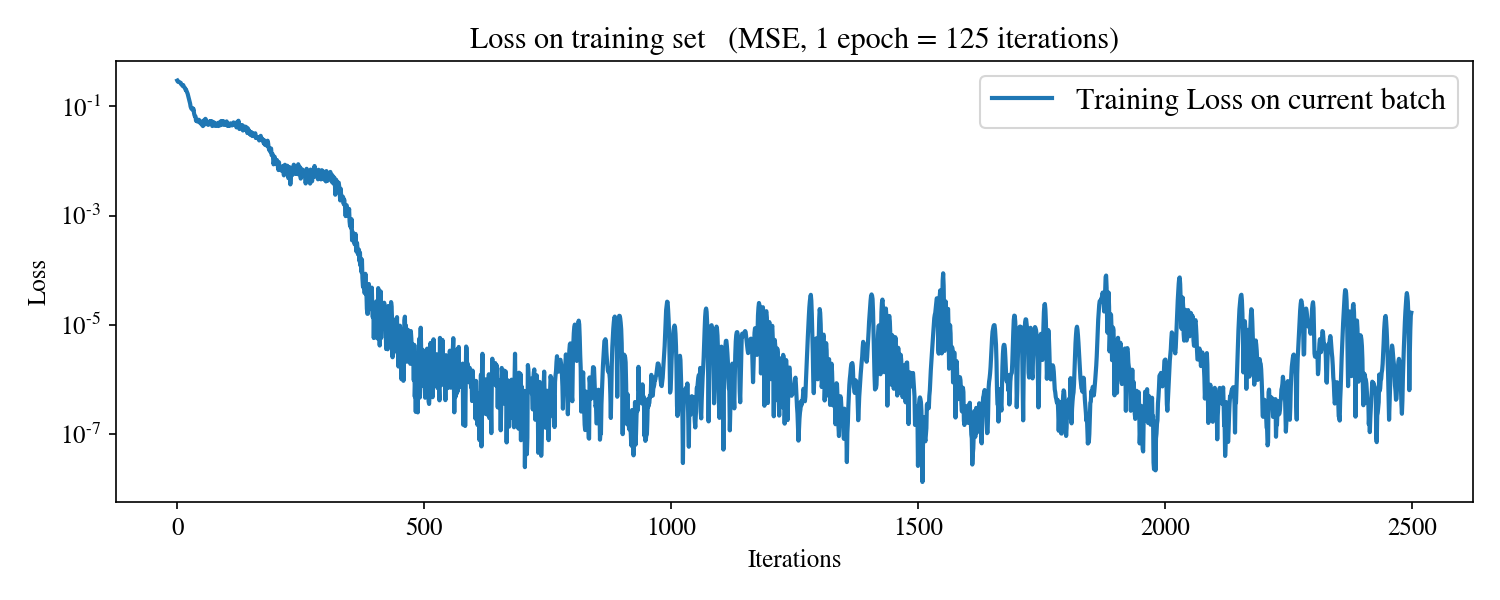 Loss on training set (MSE, 1 epoch = 125 iterations)
Training Loss on current batch
Loss
10⁻¹
10⁻³
10⁻⁵
10⁻⁷
0 500 1000 1500 2000 2500
Iterations